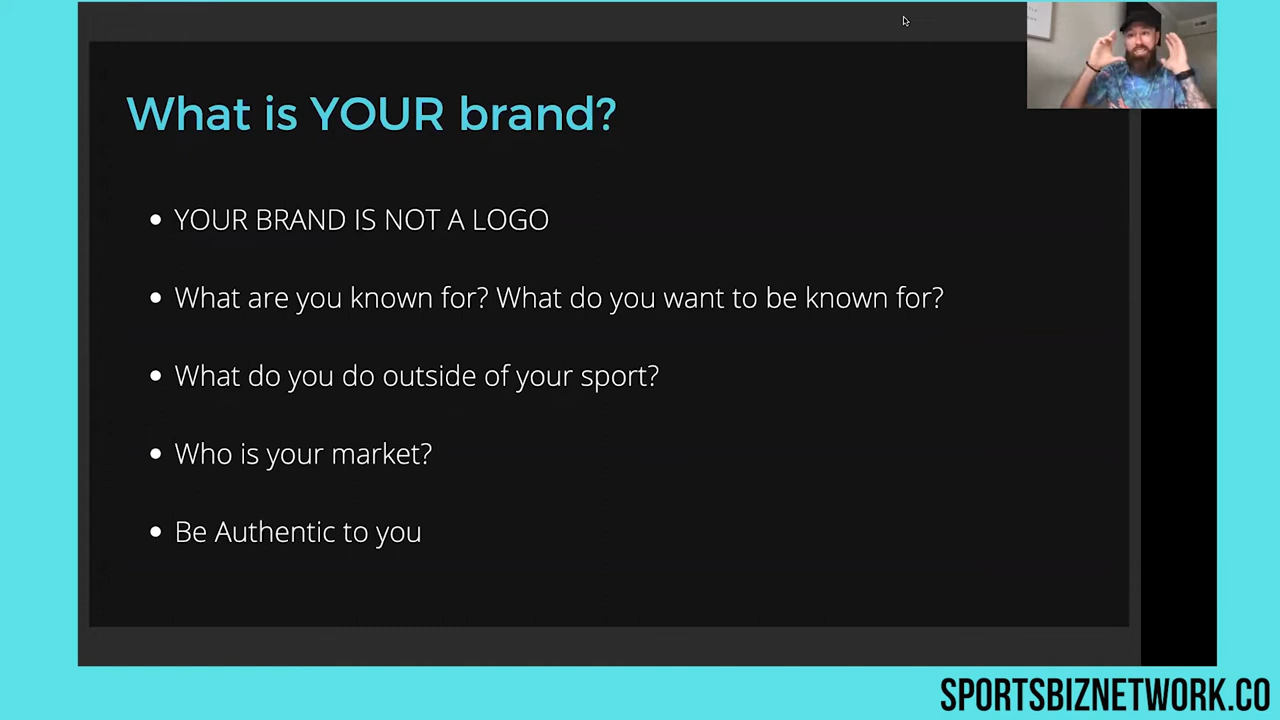 What is YOUR brand?
YOUR BRAND IS NOT A LOGO
What are you known for? What do you want to be known for?
What do you do outside of your sport?
Who is your market?
Be Authentic to you
SPORTSBIZNETWORK.CO